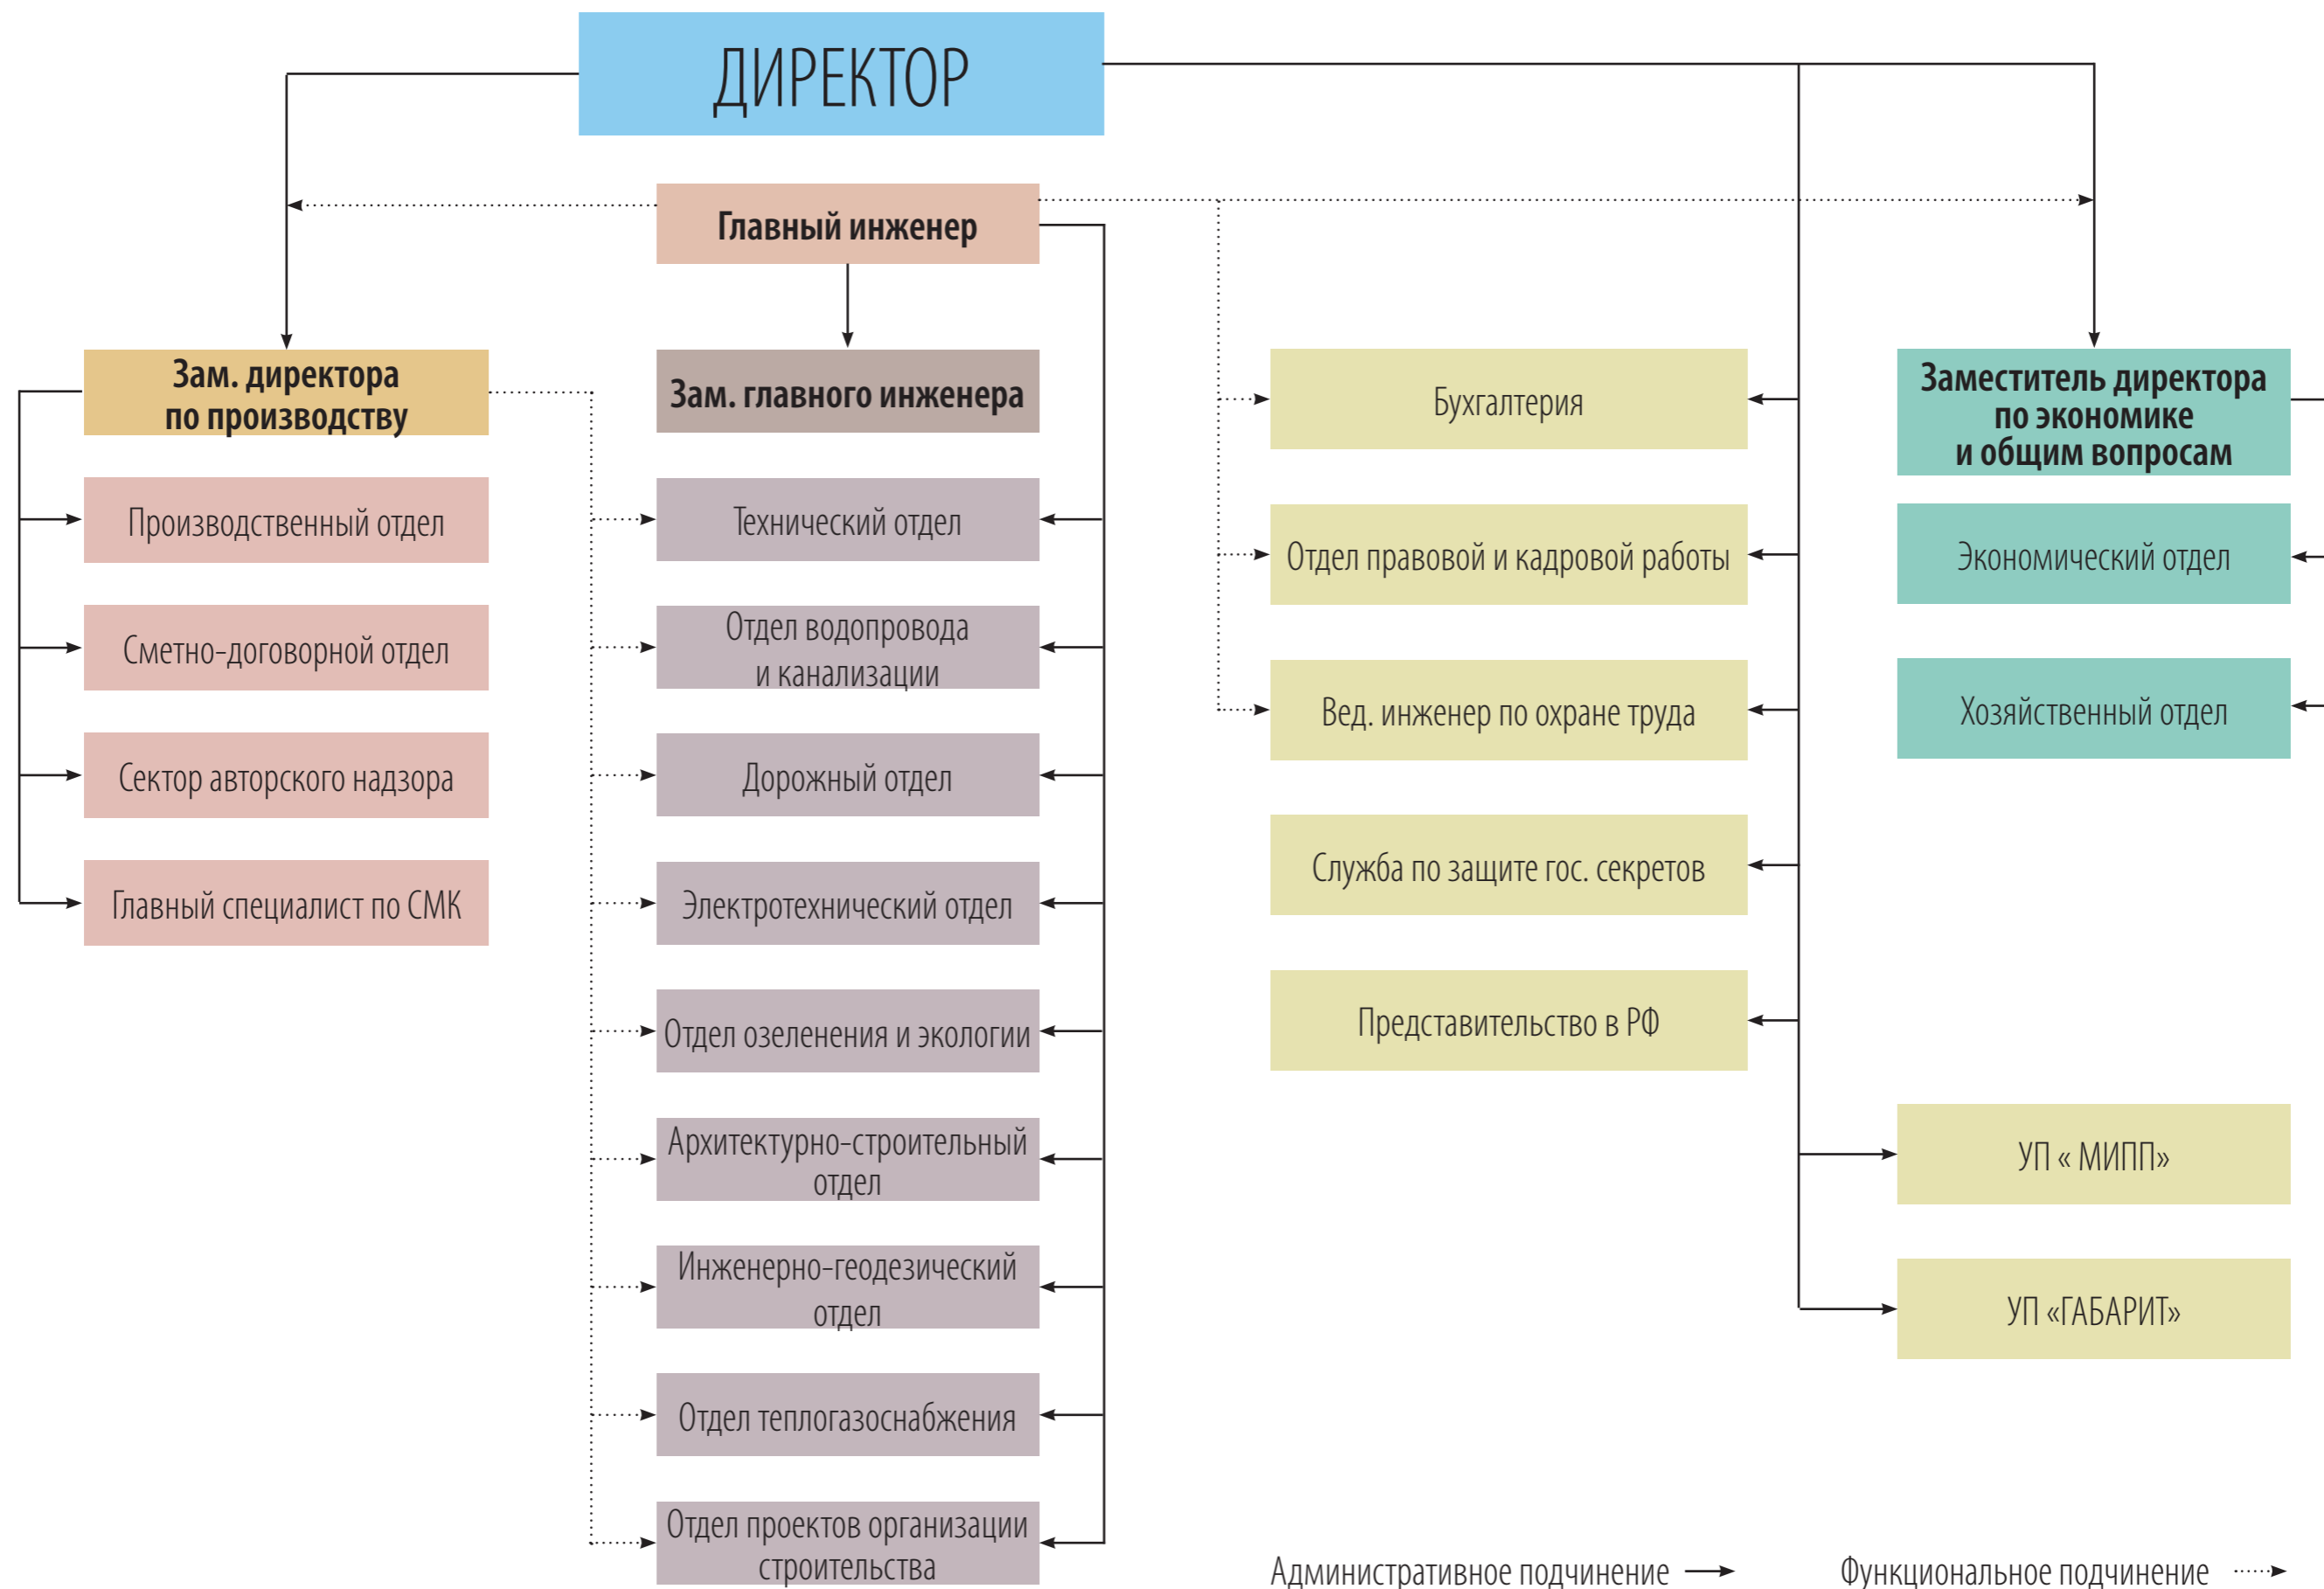 ДИРЕКТОР
Главный инженер
Зам. директора
по производству
Производственный отдел
Сметно-договорной отдел
Сектор авторского надзора
Главный специалист по СМК
Зам. главного инженера
Технический отдел
Отдел водопровода
и канализации
Дорожный отдел
Электротехнический отдел
Отдел озеленения и экологии
Архитектурно-строительный
отдел
Инженерно-геодезический
отдел
Отдел теплогазоснабжения
Отдел проектов организации
строительства
Бухгалтерия
Отдел правовой и кадровой работы
Вед. инженер по охране труда
Служба по защите гос. секретов
Представительство в РФ
Заместитель директора
по экономике
и общим вопросам
Экономический отдел
Хозяйственный отдел
УП « МИПП»
УП «ГАБАРИТ»
Административное подчинение
Функциональное подчинение